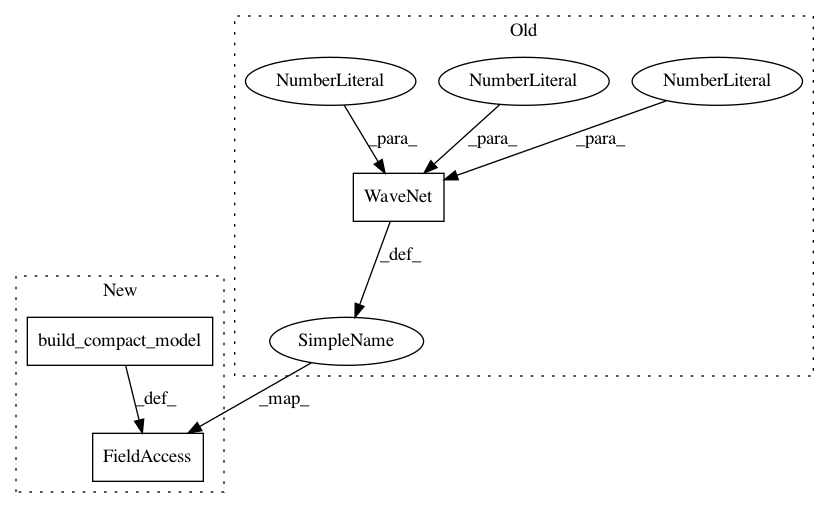 Old
NumberLiteral NumberLiteral NumberLiteral
_para_ _para_ _para_
WaveNet
_def_
New
build_compact_model SimpleName
_def_ _map_
FieldAccess